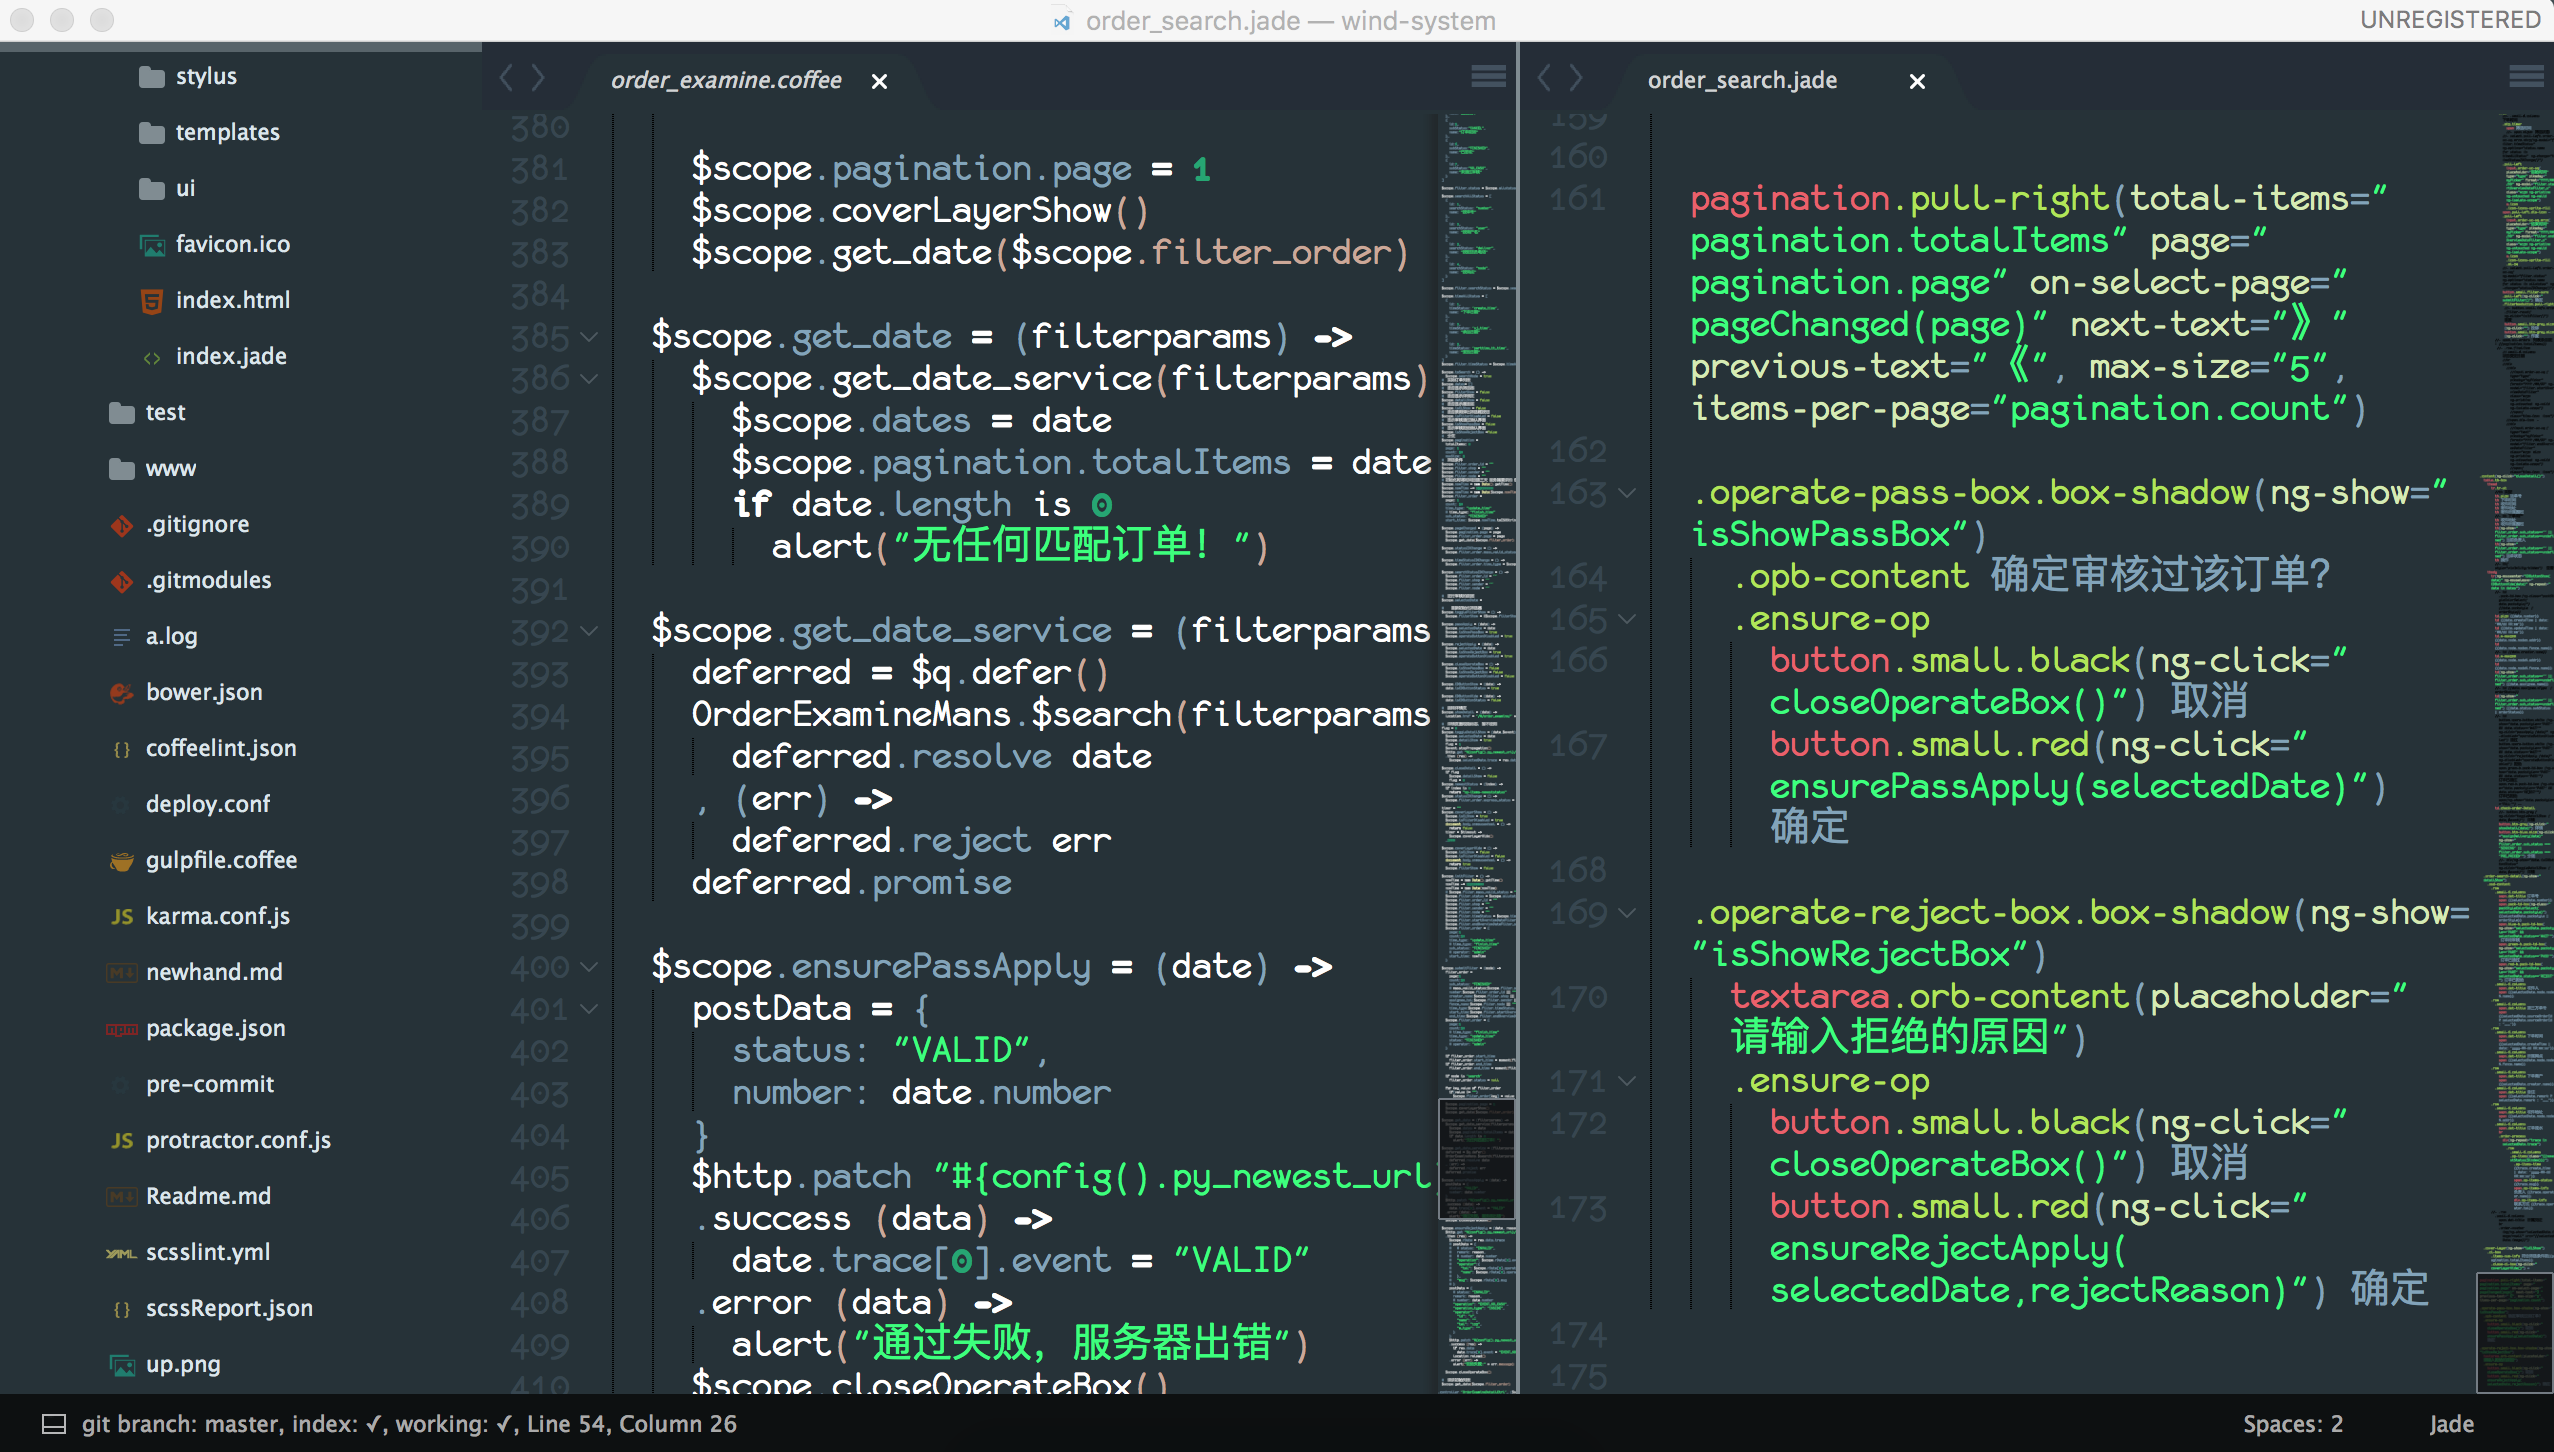 order_search.jade — wind-system
UNREGISTERED
stylus
templates
ui
favicon.ico
index.html
index.jade
test
www
.gitignore
.gitmodules
a.log
bower.json
coffeelint.json
deploy.conf
gulpfile.coffee
JS karma.conf.js
newhand.md
npm package.json
pre-commit
JS protractor.conf.js
Readme.md
YAML scsslint.yml
scssReport.json
up.png
order_examine.coffee
380
381 $scope.pagination.page = 1
382 $scope.coverLayerShow()
383 $scope.get_date($scope.filter_order)
384
385 $scope.get_date = (filterparams) ->
386 $scope.get_date_service(filterparams)
387 $scope.dates = date
388 $scope.pagination.totalItems = date
389 if date.length is 0
390 alert("无任何匹配订单！")
391
392 $scope.get_date_service = (filterparams
393 deferred = $q.defer()
394 OrderExamineMans.$search(filterparams
395 deferred.resolve date
396 , (err) ->
397 deferred.reject err
398 deferred.promise
399
400 $scope.ensurePassApply = (date) ->
401 postData = {
402 status: "VALID",
403 number: date.number
404 }
405 $http.patch "#{config().py_newest_url
406 .success (data) ->
407 date.trace[0].event = "VALID"
408 .error (data) ->
409 alert("通过失败，服务器出错")
410 $scope.closeOperateBox()
order_search.jade
159
160
161 pagination.pull-right(total-items="
pagination.totalItems" page="
pagination.page" on-select-page="
pageChanged(page)" next-text="》"
previous-text="《", max-size="5",
items-per-page="pagination.count")
162
163 .operate-pass-box.box-shadow(ng-show="
isShowPassBox")
164 .opb-content 确定审核过该订单?
165 .ensure-op
166 button.small.black(ng-click="
closeOperateBox()") 取消
167 button.small.red(ng-click="
ensurePassApply(selectedDate)")
确定
168
169 .operate-reject-box.box-shadow(ng-show=
"isShowRejectBox")
170 textarea.orb-content(placeholder="
请输入拒绝的原因")
171 .ensure-op
172 button.small.black(ng-click="
closeOperateBox()") 取消
173 button.small.red(ng-click="
ensureRejectApply(
selectedDate,rejectReason)") 确定
174
175
git branch: master, index: ✓, working: ✓, Line 54, Column 26
Spaces: 2
Jade